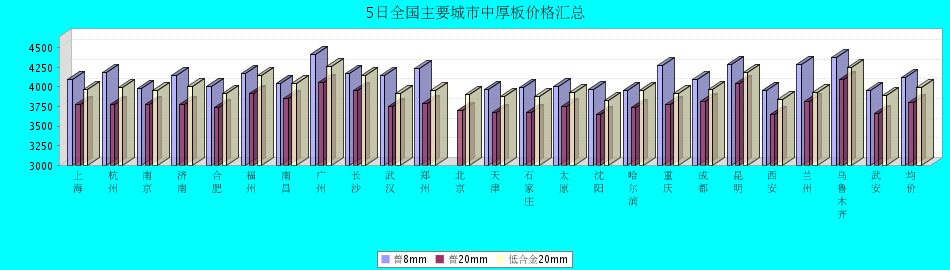 5日全国主要城市中厚板价格汇总
4500
4250
4000
3750
3500
3250
3000
上海
杭州
南京
济南
合肥
福州
南昌
广州
长沙
武汉
郑州
北京
天津
石家庄
太原
沈阳
哈尔滨
重庆
成都
昆明
西安
兰州
乌鲁木齐
武安
均价
普8mm 普20mm 低合金20mm